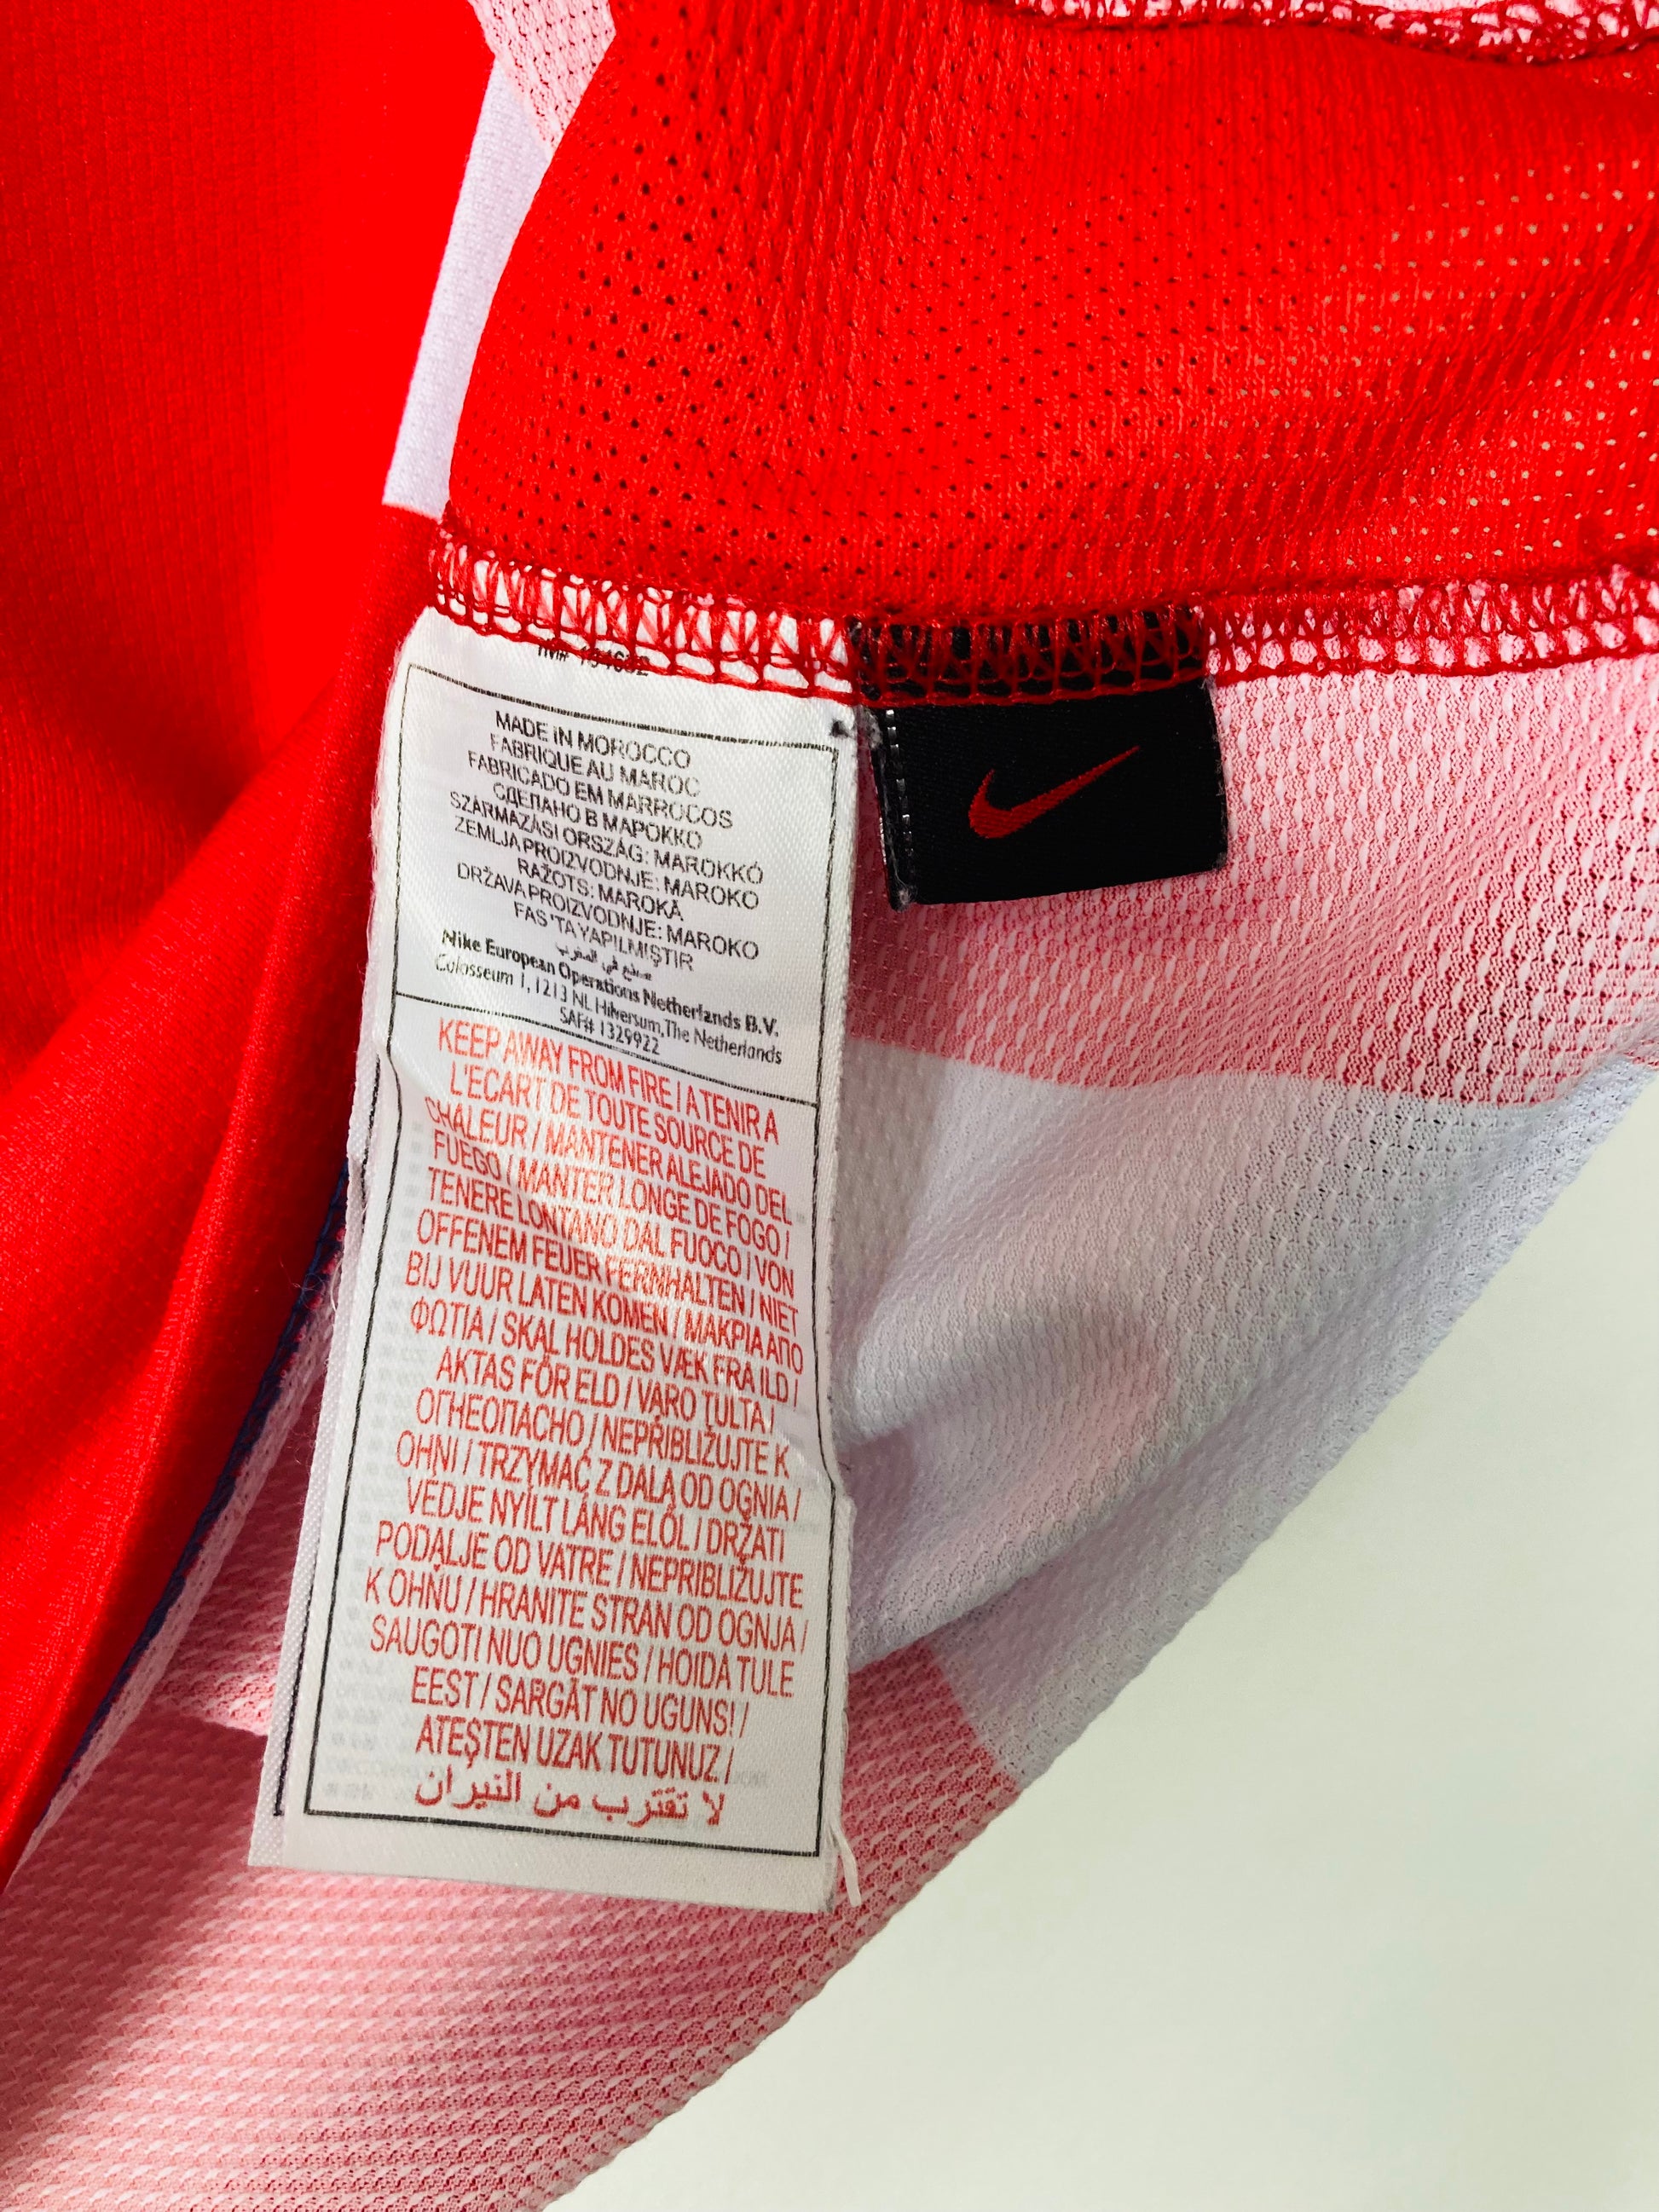 MADE IN MOROCCO
FABRIQUE AU MAROC
FABRICADO EM MARROCOS
СДЕПАНО В МАРОККО
SZÁRMAZÁSI ORSZÁG: MAROKKÓ
ZEMLJA PROIZVODNJE: MAROKO
RAŽOTS: MAROKĀ
DRŽAVA PROIZVODNJE: MAROKO
FAS 'TA YAPILMIŞTIR
صنع في المغرب
Nike European Operations Netherlands B.V.
Colosseum 1, 1213 NL Hilversum, The Netherlands
SAF# 1329922
KEEP AWAY FROM FIRE / A TENIR A
L'ECART DE TOUTE SOURCE DE
CHALEUR / MANTENER ALEJADO DEL
FUEGO / MANTER LONGE DE FOGO /
TENERE LONTANO DAL FUOCO / VON
OFFENEM FEUER FERNHALTEN / NIET
BIJ VUUR LATEN KOMEN / ΜΑΚΡΙΑ ΑΠΟ
ΦΩΤΙΑ / SKAL HOLDES VÆK FRA ILD /
AKTAS FÖR ELD / VARO TULTA /
ОГНЕОПАСНО / NEPRIBLIŽUJTE K
OHNI / TRZYMAĆ Z DALA OD OGNIA /
VÉDJE NYÍLT LÁNG ELŐL / DRŽATI
PODALJE OD VATRE / NEPRIBLIŽUJTE
K OHŇU / HRANITE STRAN OD OGNJA /
SAUGOTI NUO UGNIES / HOIDA TULE
EEST / SARGĀT NO UGUNS! /
ATEŞTEN UZAK TUTUNUZ /
لا تقترب من النيران